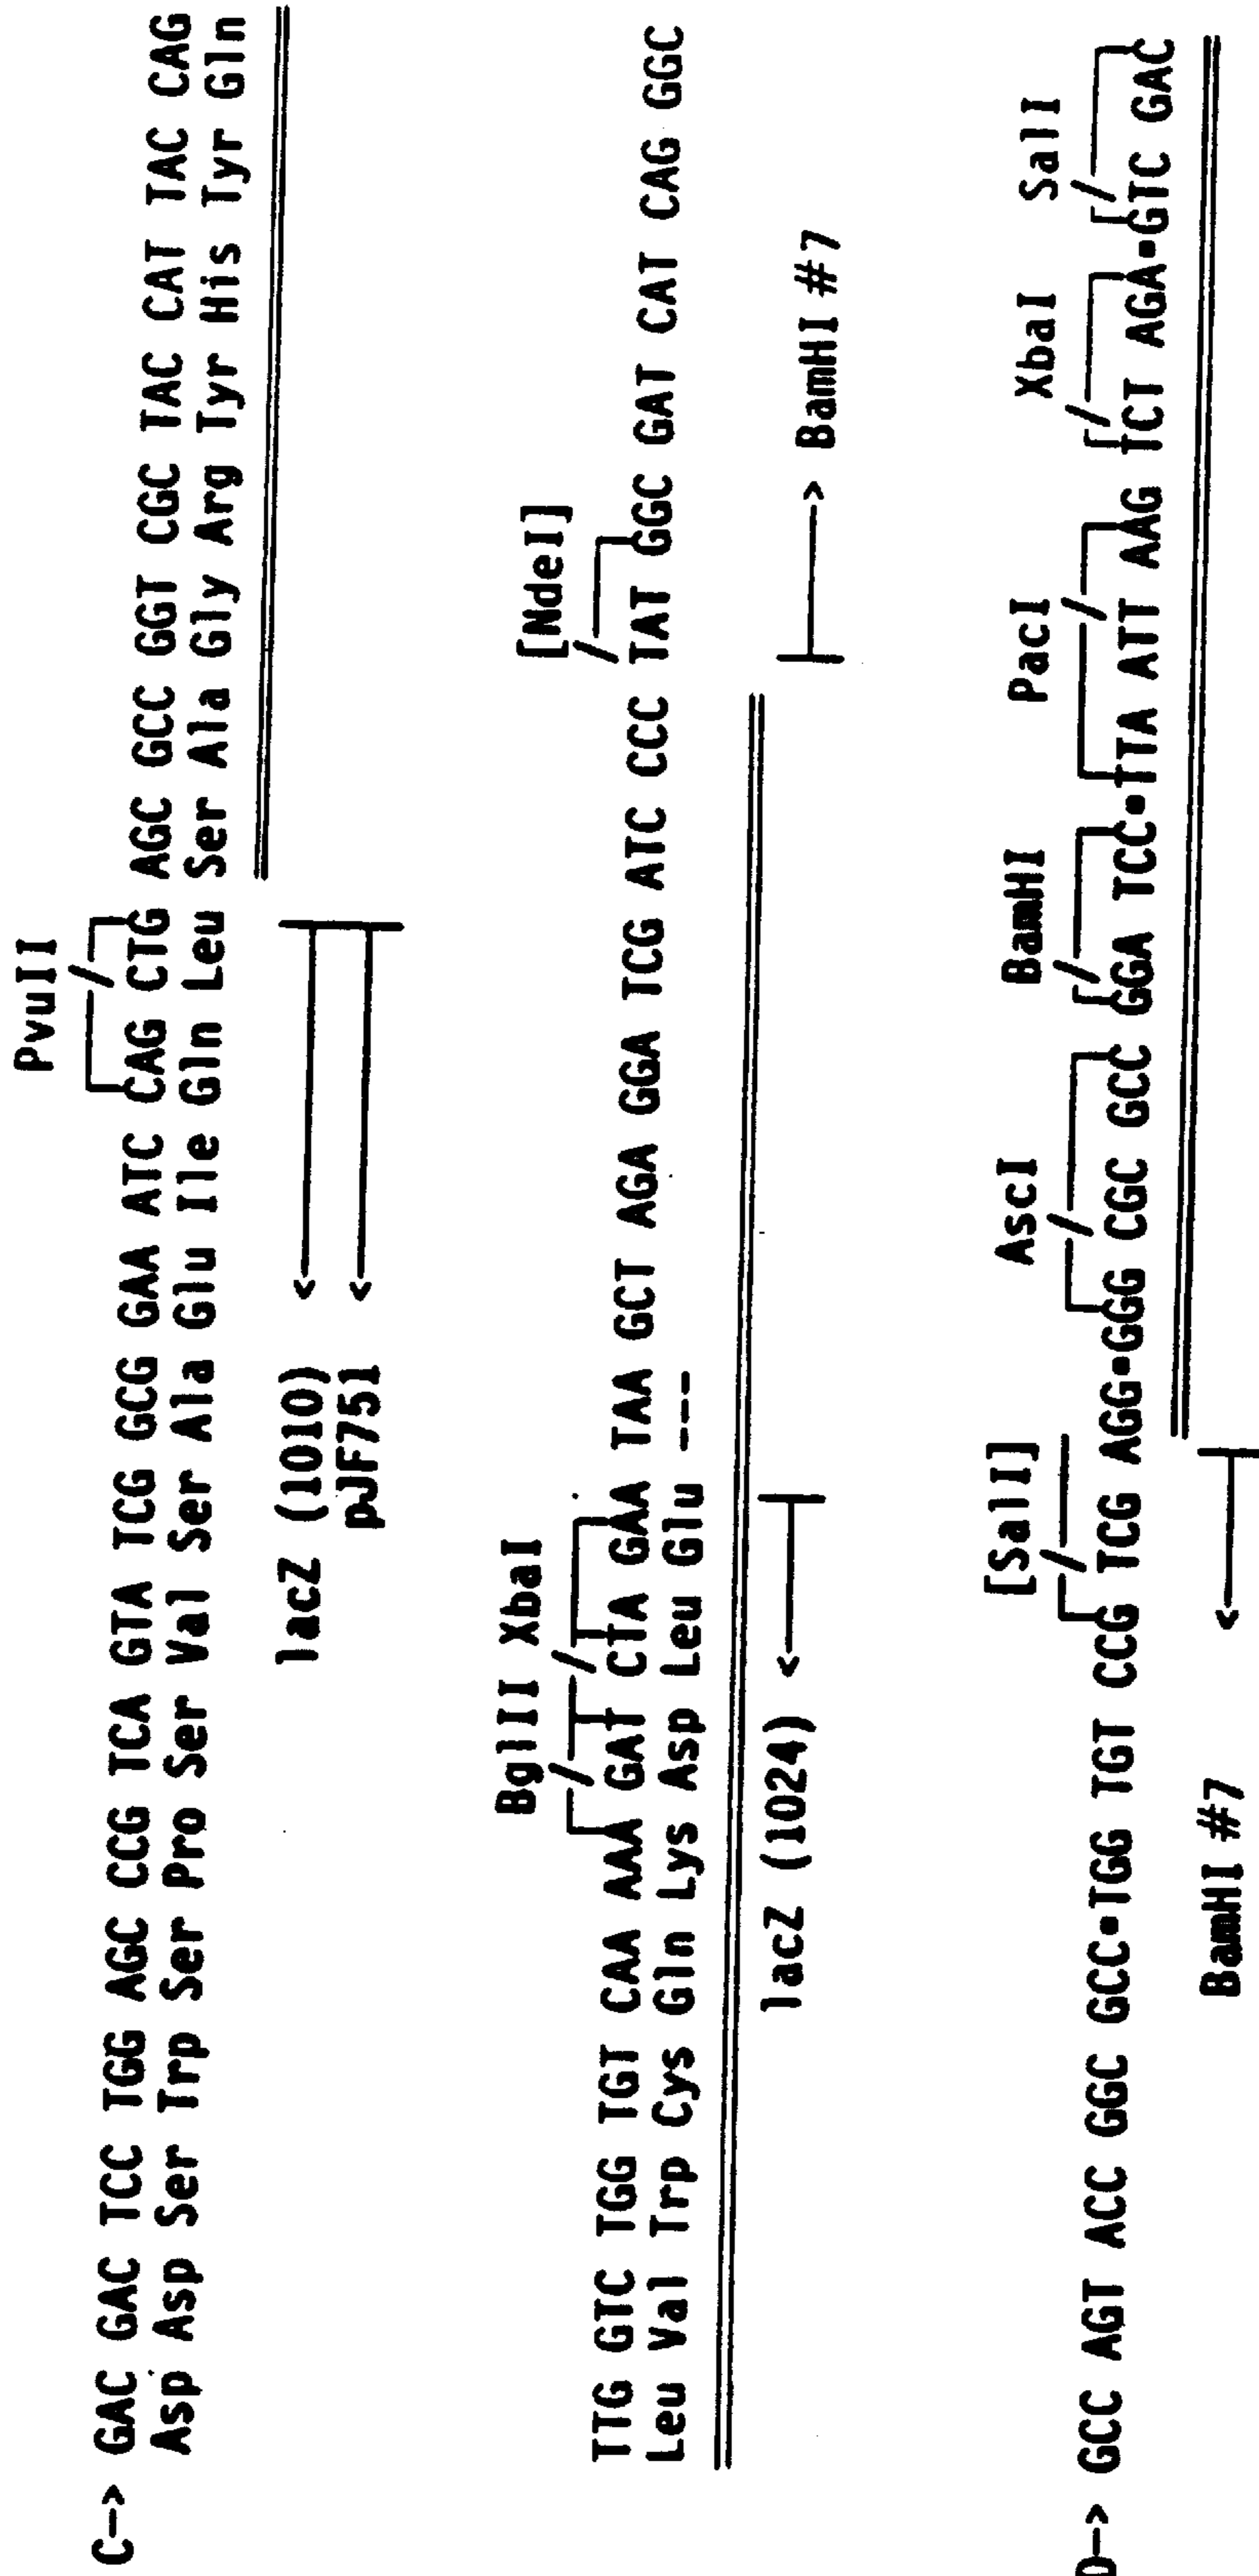 PvuII
C—> GAC GAC TCC TGG AGC CCG TCA GTA TCG GCG GAA ATC CAG CTG AGC GCC GGT CGC TAC CAT TAC CAG
Asp Asp Ser Trp Ser Pro Ser Val Ser Ala Glu Ile Gln Leu Ser Ala Gly Arg Tyr His Tyr Gln
lacZ (1010) <
pJF751 <
BglII XbaI [NdeI]
TTG GTC TGG TGT CAA AAA GAT CTA GAA TAA GCT AGA GGA TCG ATC CCC TAT GGC GAT CAT CAG GGC
Leu Val Trp Cys Gln Lys Asp Leu Glu ---
lacZ (1024) < > BamHI #7
[SalI] AscI BamHI PacI XbaI SalI
D—> GCC AGT ACC GGC GCC•TGG TGT CCG TCG AGG•GGG CGC GCC GGA TCC•TTA ATT AAG TCT AGA•GTC GAC
BamHI #7 <